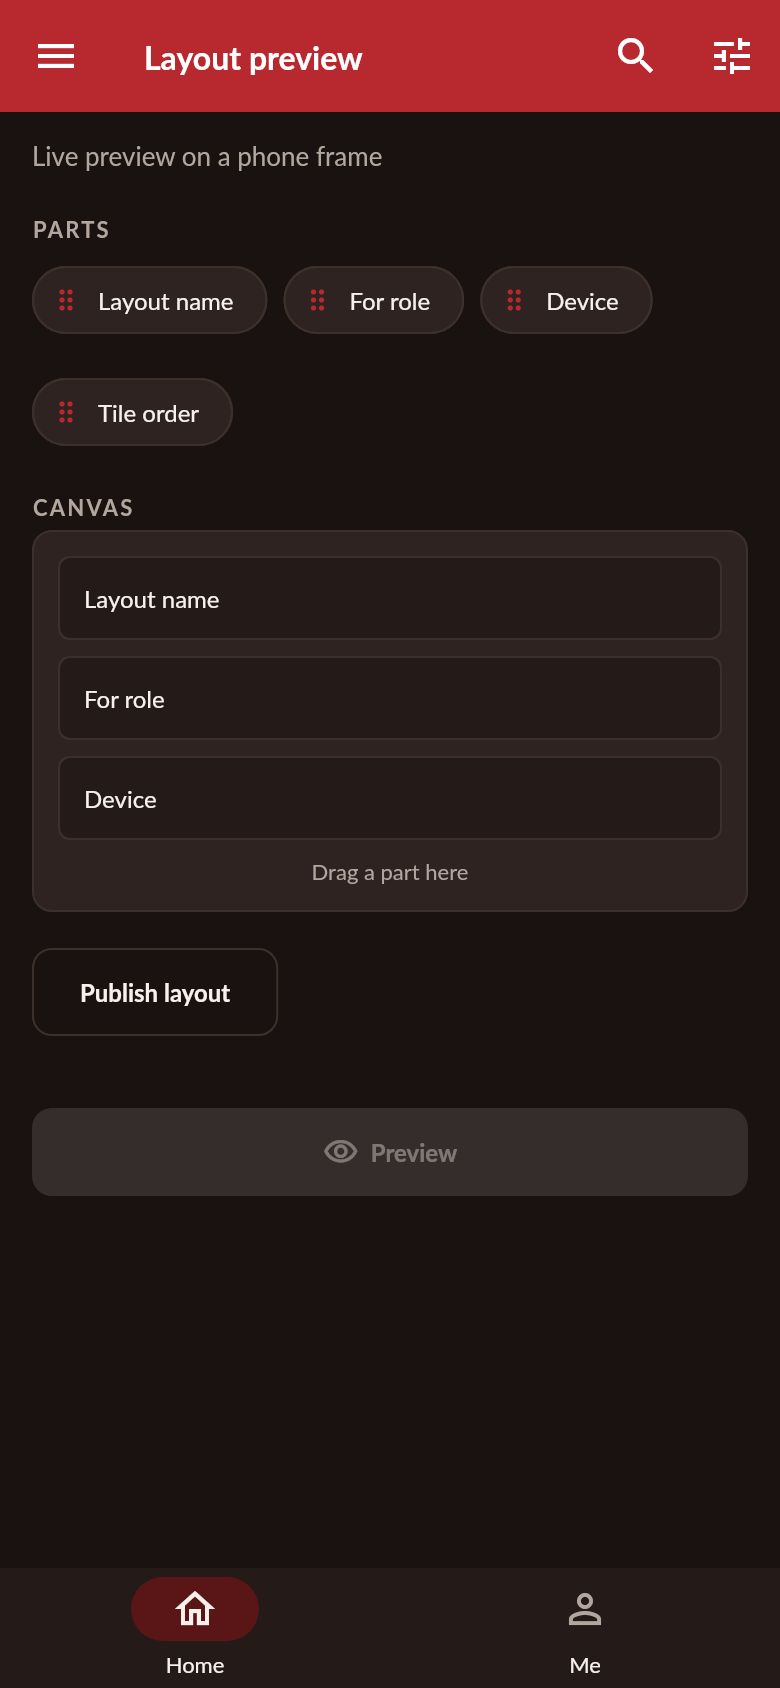 Layout preview
Live preview on a phone frame
PARTS
Layout name
For role
Device
Tile order
CANVAS
Layout name
For role
Device
Drag a part here
Publish layout
Preview
Home
Me